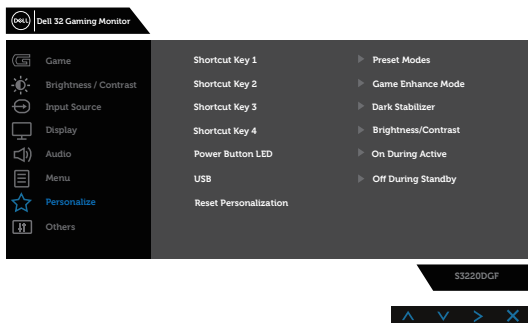 DELL Dell 32 Gaming Monitor
Game
Brightness / Contrast
Input Source
Display
Audio
Menu
Personalize
Others
Shortcut Key 1 Preset Modes
Shortcut Key 2 Game Enhance Mode
Shortcut Key 3 Dark Stabilizer
Shortcut Key 4 Brightness/Contrast
Power Button LED On During Active
USB Off During Standby
Reset Personalization
S3220DGF